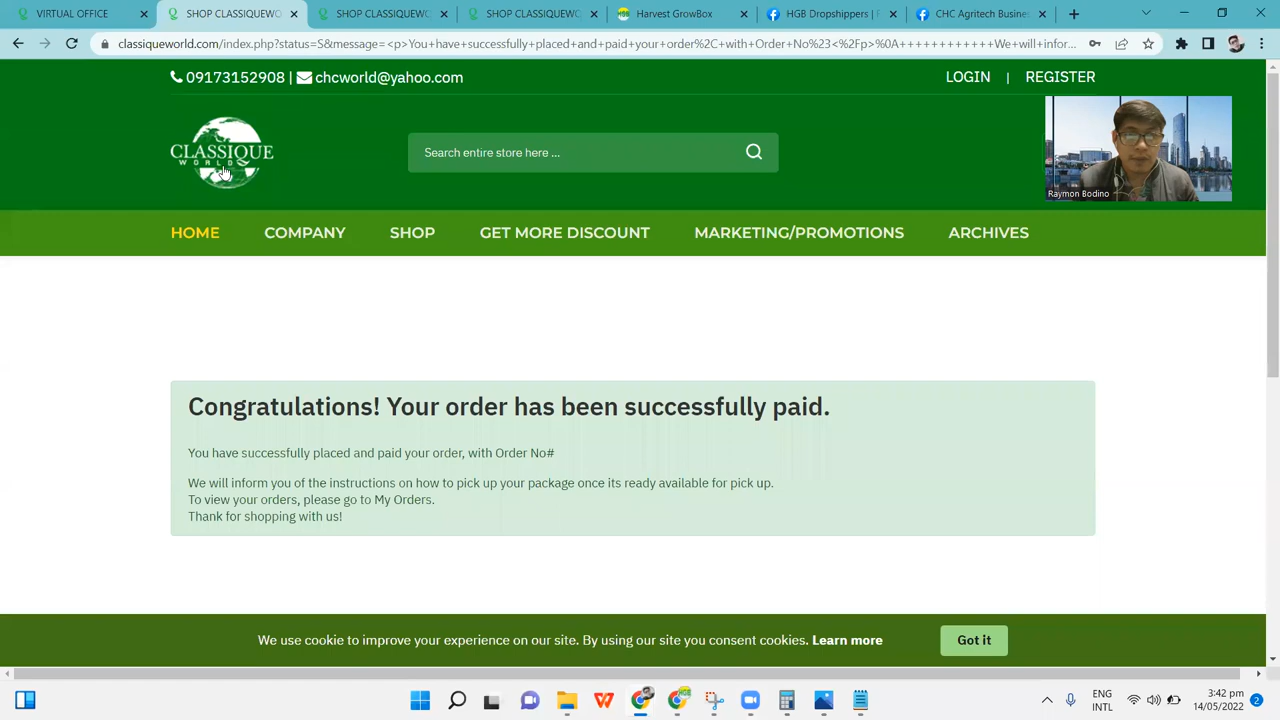 VIRTUAL OFFICE
SHOP CLASSIQUEWO
SHOP CLASSIQUEWO
SHOP CLASSIQUEWO
Harvest GrowBox
HGB Dropshippers | F
CHC Agritech Busine
classiqueworld.com/index.php?status=S&message=<p>You+have+successfully+placed+and+paid+your+order%2C+with+Order+No%23<%2Fp>%0A+++++++++++We+will+infor...
09173152908 | chcworld@yahoo.com
LOGIN | REGISTER
CLASSIQUE
WORLD
Search entire store here ...
Raymon Bodino
HOME COMPANY SHOP GET MORE DISCOUNT MARKETING/PROMOTIONS ARCHIVES
Congratulations! Your order has been successfully paid.
You have successfully placed and paid your order, with Order No#
We will inform you of the instructions on how to pick up your package once its ready available for pick up.
To view your orders, please go to My Orders.
Thank for shopping with us!
We use cookie to improve your experience on our site. By using our site you consent cookies. Learn more
Got it
ENG
INTL
3:42 pm
14/05/2022
2